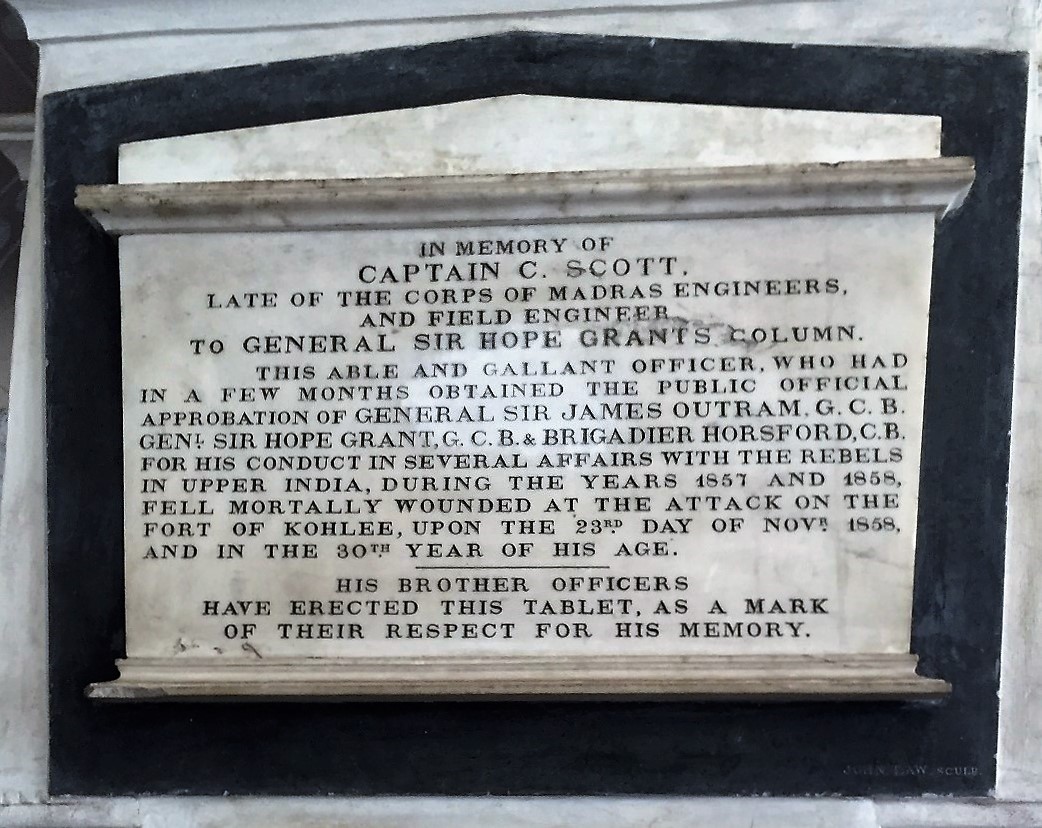 IN MEMORY OF
CAPTAIN C. SCOTT.
LATE OF THE CORPS OF MADRAS ENGINEERS,
AND FIELD ENGINEER
TO GENERAL SIR HOPE GRANTS COLUMN.
THIS ABLE AND GALLANT OFFICER, WHO HAD
IN A FEW MONTHS OBTAINED THE PUBLIC OFFICIAL
APPROBATION OF GENERAL SIR JAMES OUTRAM. G. C. B.
GENL. SIR HOPE GRANT, G. C. B. & BRIGADIER HORSFORD, C.B.
FOR HIS CONDUCT IN SEVERAL AFFAIRS WITH THE REBELS
IN UPPER INDIA, DURING THE YEARS 1857 AND 1858,
FELL MORTALLY WOUNDED AT THE ATTACK ON THE
FORT OF KOHLEE, UPON THE 23RD. DAY OF NOVR. 1858,
AND IN THE 30TH YEAR OF HIS AGE.
HIS BROTHER OFFICERS
HAVE ERECTED THIS TABLET, AS A MARK
OF THEIR RESPECT FOR HIS MEMORY.
JOHN LAW SCULP.